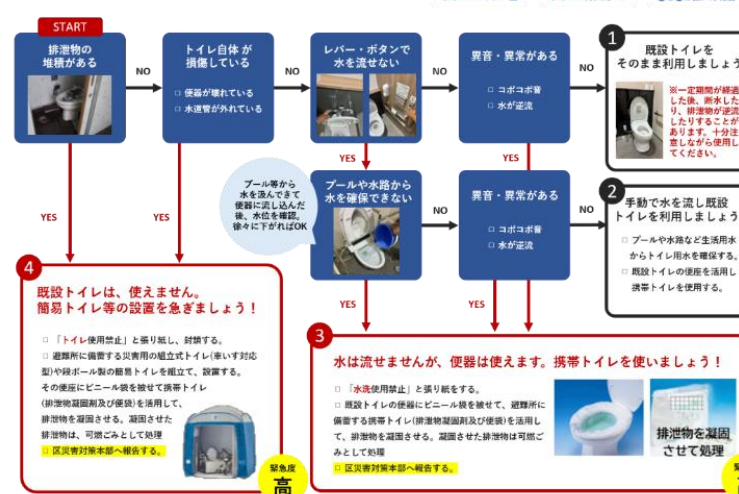 START
排泄物の
堆積がある
NO
トイレ自体が
損傷している
□ 便器が壊れている
□ 水道管が外れている
NO
レバー・ボタンで
水を流せない
NO
異音・異常がある
□ コポコポ音
□ 水が逆流
NO
1
既設トイレを
そのまま利用しましょう
※一定期間が経過
した後、断水した
り、排泄物が逆流
したりすることが
あります。十分注
意しながら使用し
てください。
YES
YES
プール等から
水を汲んできて
便器に流し込んだ
後、水位を確認。
徐々に下がればOK
プールや水路から
水を確保できない
NO
異音・異常がある
□ コポコポ音
□ 水が逆流
NO
2
手動で水を流し既設
トイレを利用しましょう
□ プールや水路など生活用水
からトイレ用水を確保する。
□ 既設トイレの便座を活用し
携帯トイレを使用する。
YES
YES
YES
YES
4
既設トイレは、使えません。
簡易トイレ等の設置を急ぎましょう！
□ 「トイレ使用禁止」と張り紙し、封鎖する。
□ 避難所に備蓄する災害用の組立式トイレ(車いす対応
型)や段ボール製の簡易トイレを組立て、設置する。
その便座にビニール袋を被せて携帯トイレ
(排泄物凝固剤及び便袋)を活用して、
排泄物を凝固させる。凝固させた
排泄物は、可燃ごみとして処理
□ 区災害対策本部へ報告する。
緊急度
高
3
水は流せませんが、便器は使えます。携帯トイレを使いましょう！
□ 「水洗使用禁止」と張り紙をする。
□ 既設トイレの便器にビニール袋を被せて、避難所に
備蓄する携帯トイレ(排泄物凝固剤及び便袋)を活用し
て、排泄物を凝固させる。凝固させた排泄物は可燃ご
みとして処理
□ 区災害対策本部へ報告する。
排泄物を凝固
させて処理